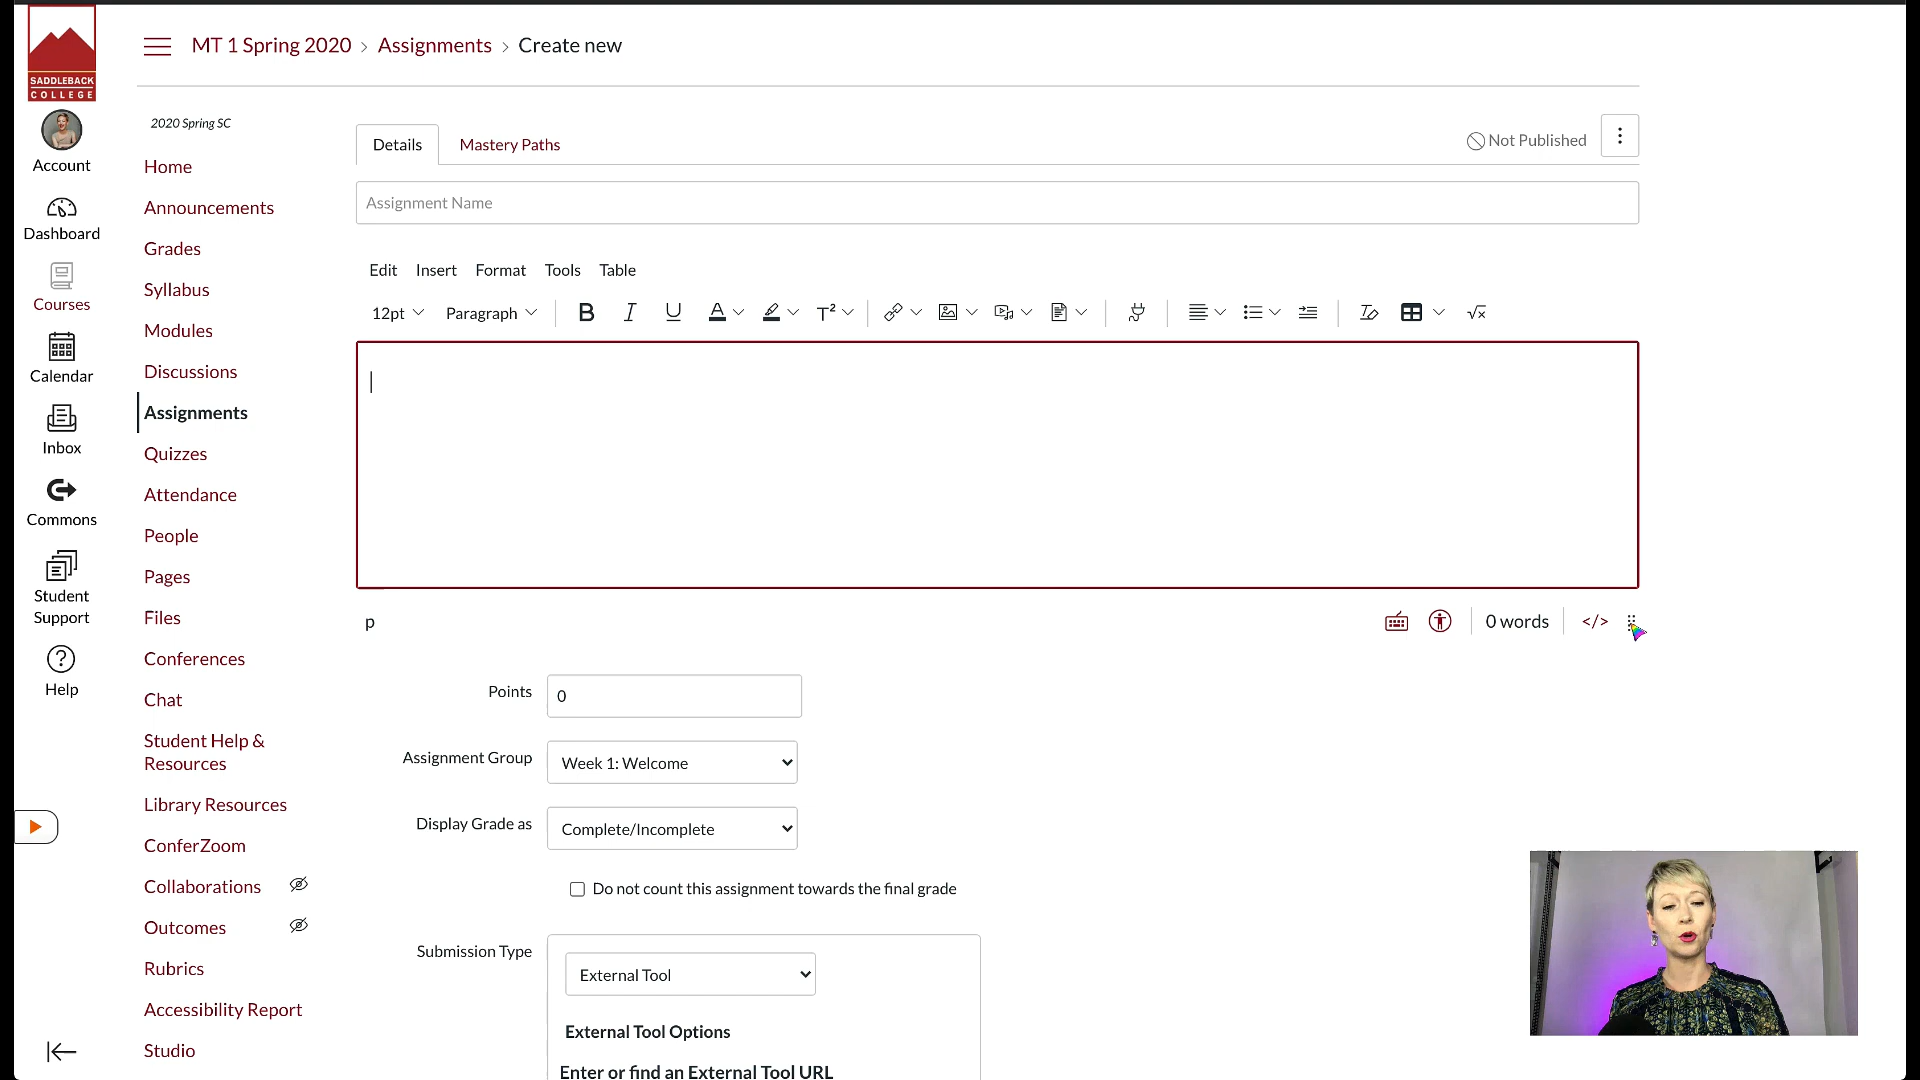 SADDLEBACK
COLLEGE
Account
Dashboard
Courses
Calendar
Inbox
Commons
Student
Support
Help
MT 1 Spring 2020 > Assignments > Create new
2020 Spring SC
Home
Announcements
Grades
Syllabus
Modules
Discussions
Assignments
Quizzes
Attendance
People
Pages
Files
Conferences
Chat
Student Help &
Resources
Library Resources
ConferZoom
Collaborations
Outcomes
Rubrics
Accessibility Report
Studio
Details Mastery Paths
Not Published
Assignment Name
Edit Insert Format Tools Table
12pt Paragraph B I U A T² √x
p
0 words </>
Points 0
Assignment Group Week 1: Welcome
Display Grade as Complete/Incomplete
Do not count this assignment towards the final grade
Submission Type External Tool
External Tool Options
Enter or find an External Tool URL